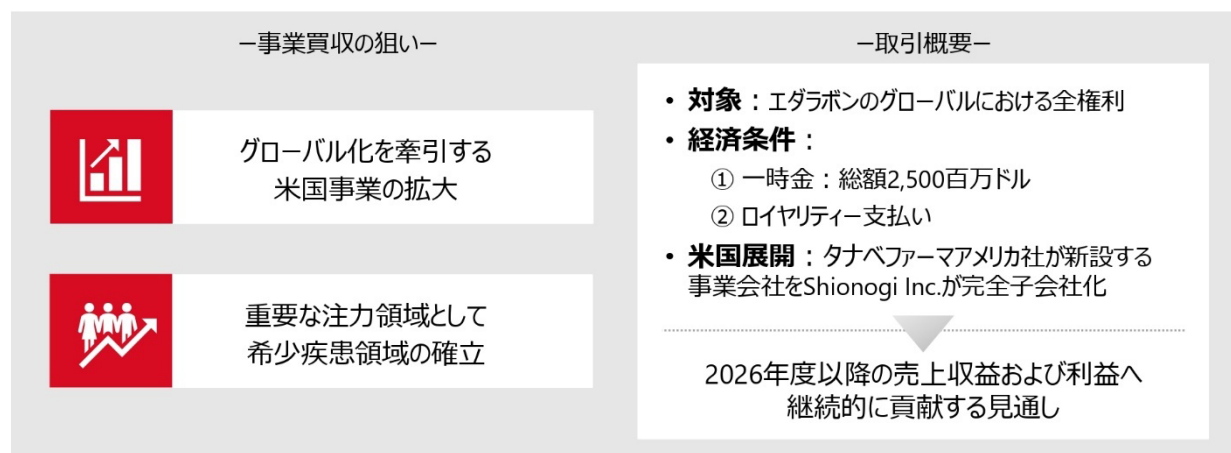 －事業買収の狙い－
グローバル化を牽引する
米国事業の拡大
重要な注力領域として
希少疾患領域の確立
－取引概要－
• 対象：エダラボンのグローバルにおける全権利
• 経済条件：
① 一時金：総額2,500百万ドル
② ロイヤリティー支払い
• 米国展開：タナベファーマアメリカ社が新設する
事業会社をShionogi Inc.が完全子会社化
2026年度以降の売上収益および利益へ
継続的に貢献する見通し